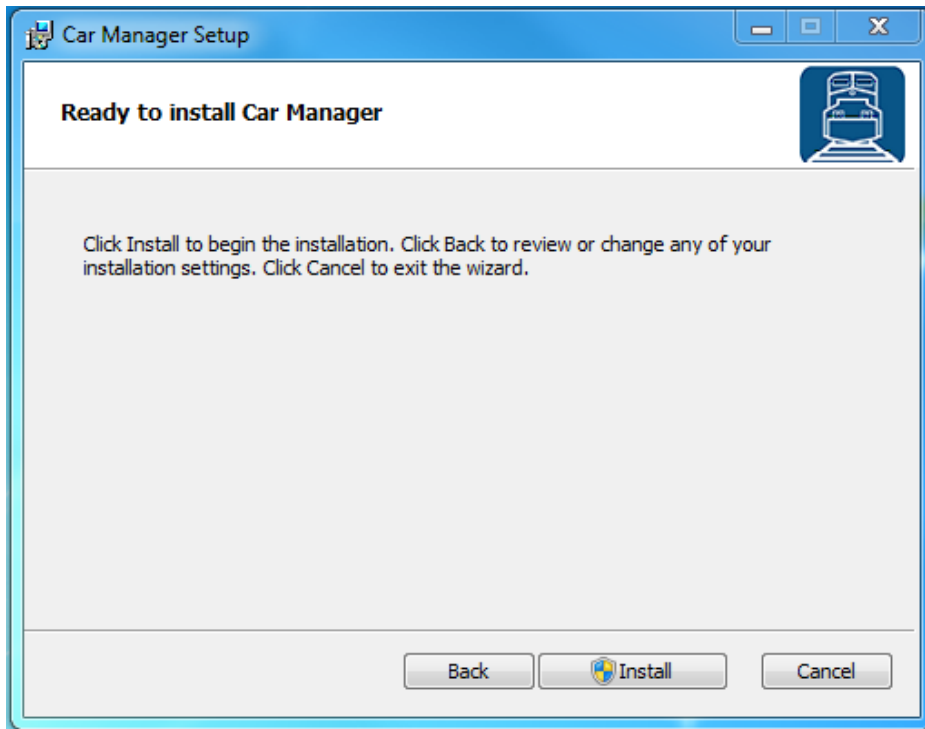 Car Manager Setup
Ready to install Car Manager
Click Install to begin the installation. Click Back to review or change any of your
installation settings. Click Cancel to exit the wizard.
Back Install Cancel